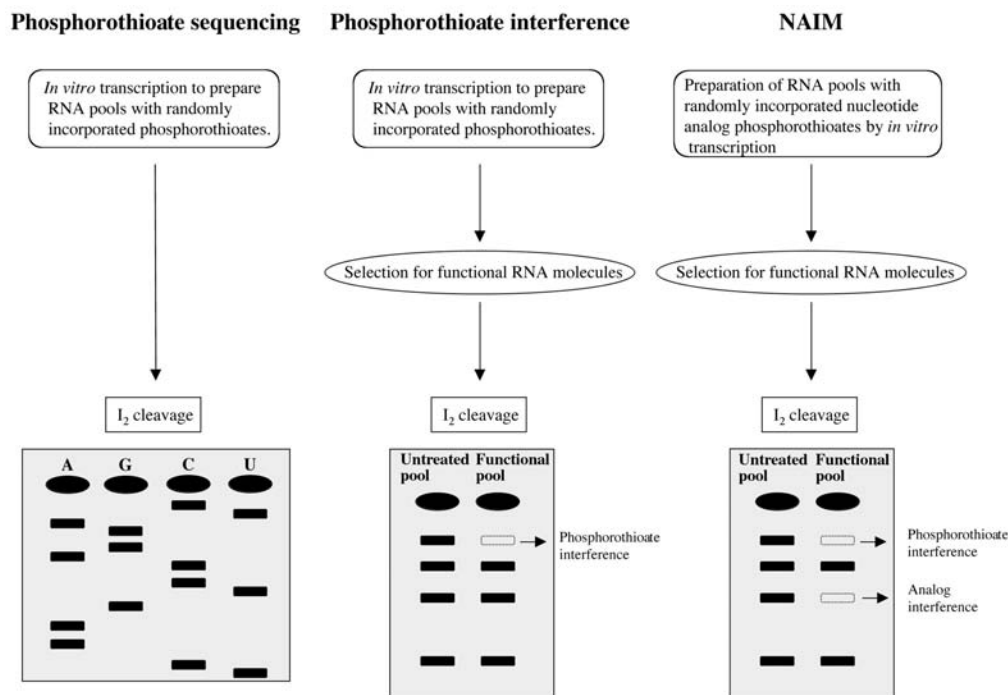 Phosphorothioate sequencing
In vitro transcription to prepare
RNA pools with randomly
incorporated phosphorothioates.
I2 cleavage
A G C U
Phosphorothioate interference
In vitro transcription to prepare
RNA pools with randomly
incorporated phosphorothioates.
Selection for functional RNA molecules
I2 cleavage
Untreated Functional
pool pool
Phosphorothioate
interference
NAIM
Preparation of RNA pools with
randomly incorporated nucleotide
analog phosphorothioates by in vitro
transcription
Selection for functional RNA molecules
I2 cleavage
Untreated Functional
pool pool
Phosphorothioate
interference
Analog
interference